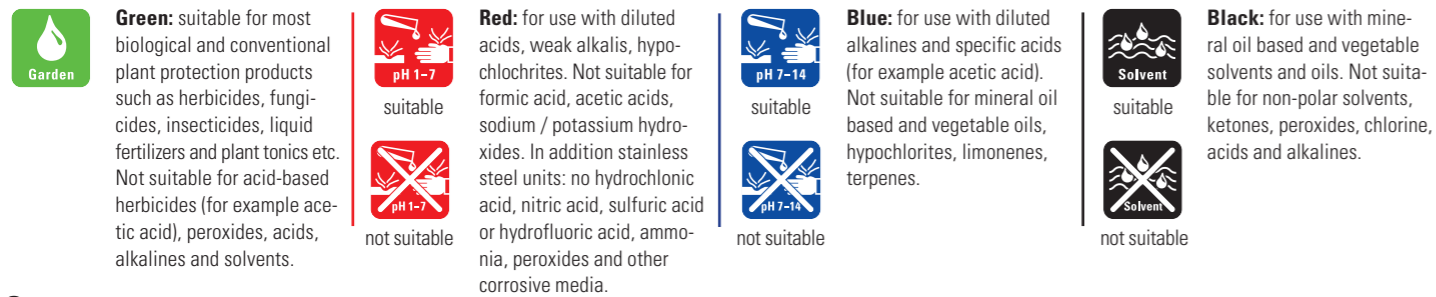 Garden
Green: suitable for most
biological and conventional
plant protection products
such as herbicides, fungi-
cides, insecticides, liquid
fertilizers and plant tonics etc.
Not suitable for acid-based
herbicides (for example ace-
tic acid), peroxides, acids,
alkalines and solvents.
pH 1–7
suitable
pH 1–7
not suitable
Red: for use with diluted
acids, weak alkalis, hypo-
chlochrites. Not suitable for
formic acid, acetic acids,
sodium / potassium hydro-
xides. In addition stainless
steel units: no hydrochlonic
acid, nitric acid, sulfuric acid
or hydrofluoric acid, ammo-
nia, peroxides and other
corrosive media.
pH 7–14
suitable
pH 7–14
not suitable
Blue: for use with diluted
alkalines and specific acids
(for example acetic acid).
Not suitable for mineral oil
based and vegetable oils,
hypochlorites, limonenes,
terpenes.
Solvent
suitable
Solvent
not suitable
Black: for use with mine-
ral oil based and vegetable
solvents and oils. Not suita-
ble for non-polar solvents,
ketones, peroxides, chlorine,
acids and alkalines.